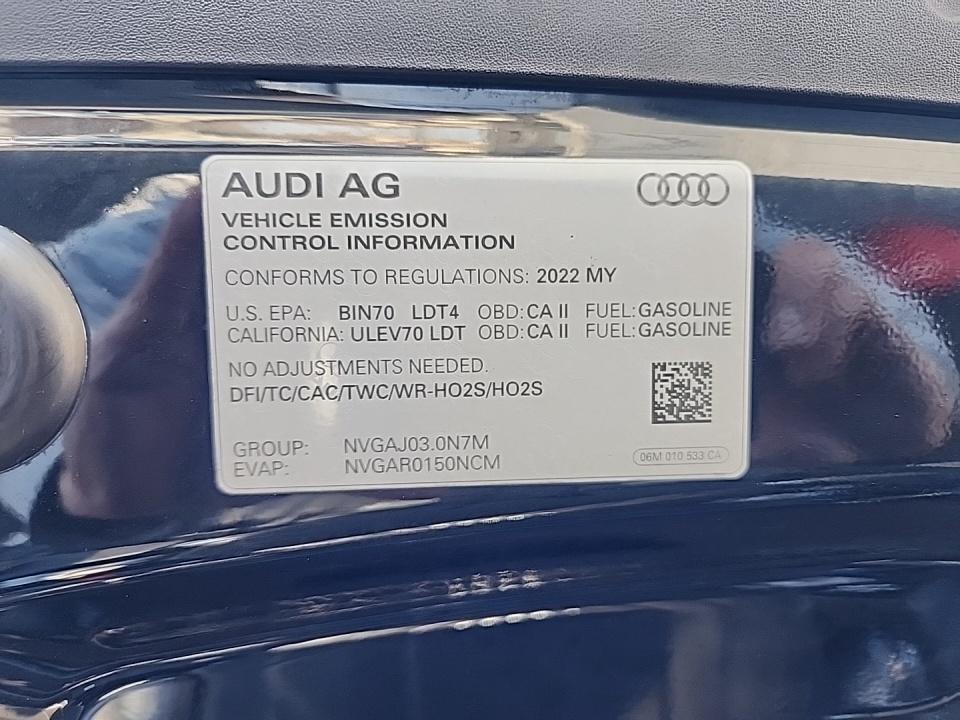 AUDI AG
VEHICLE EMISSION
CONTROL INFORMATION
CONFORMS TO REGULATIONS: 2022 MY
U.S. EPA: BIN70 LDT4 OBD: CA II FUEL: GASOLINE
CALIFORNIA: ULEV70 LDT OBD: CA II FUEL: GASOLINE
NO ADJUSTMENTS NEEDED.
DFI/TC/CAC/TWC/WR-HO2S/HO2S
GROUP: NVGAJ03.0N7M
EVAP: NVGAR0150NCM
06M 010 533 CA